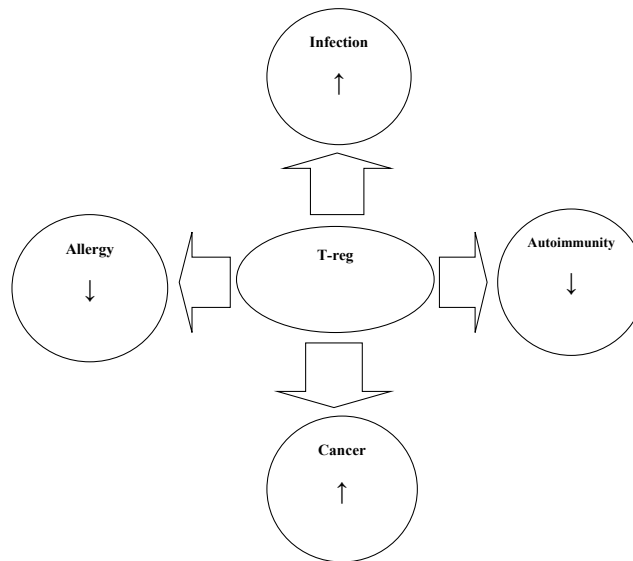 Infection
↑
Allergy
↓
T-reg
Autoimmunity
↓
Cancer
↑